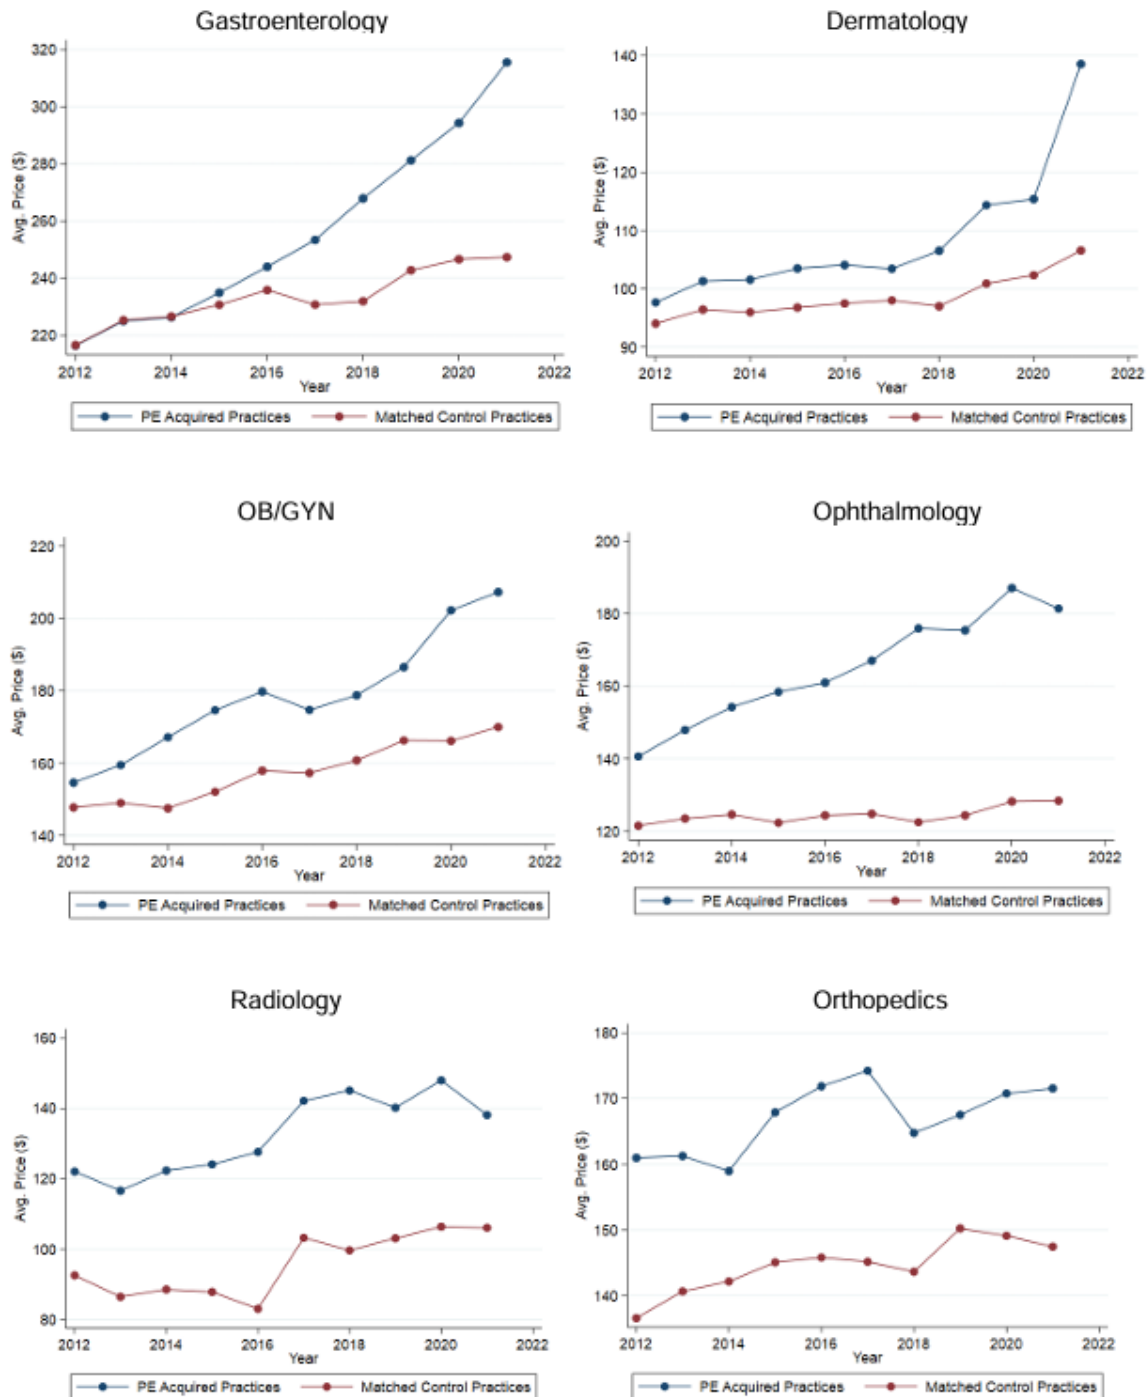 Gastroenterology
320
300
280
260
240
220
Avg. Price ($)
2012 2014 2016 2018 2020 2022
Year
PE Acquired Practices Matched Control Practices
Dermatology
140
130
120
110
100
90
Avg. Price ($)
2012 2014 2016 2018 2020 2022
Year
PE Acquired Practices Matched Control Practices
OB/GYN
220
200
180
160
140
Avg. Price ($)
2012 2014 2016 2018 2020 2022
Year
PE Acquired Practices Matched Control Practices
Ophthalmology
200
180
160
140
120
Avg. Price ($)
2012 2014 2016 2018 2020 2022
Year
PE Acquired Practices Matched Control Practices
Radiology
160
140
120
100
80
Avg. Price ($)
2012 2014 2016 2018 2020 2022
Year
PE Acquired Practices Matched Control Practices
Orthopedics
180
170
160
150
140
Avg. Price ($)
2012 2014 2016 2018 2020 2022
Year
PE Acquired Practices Matched Control Practices